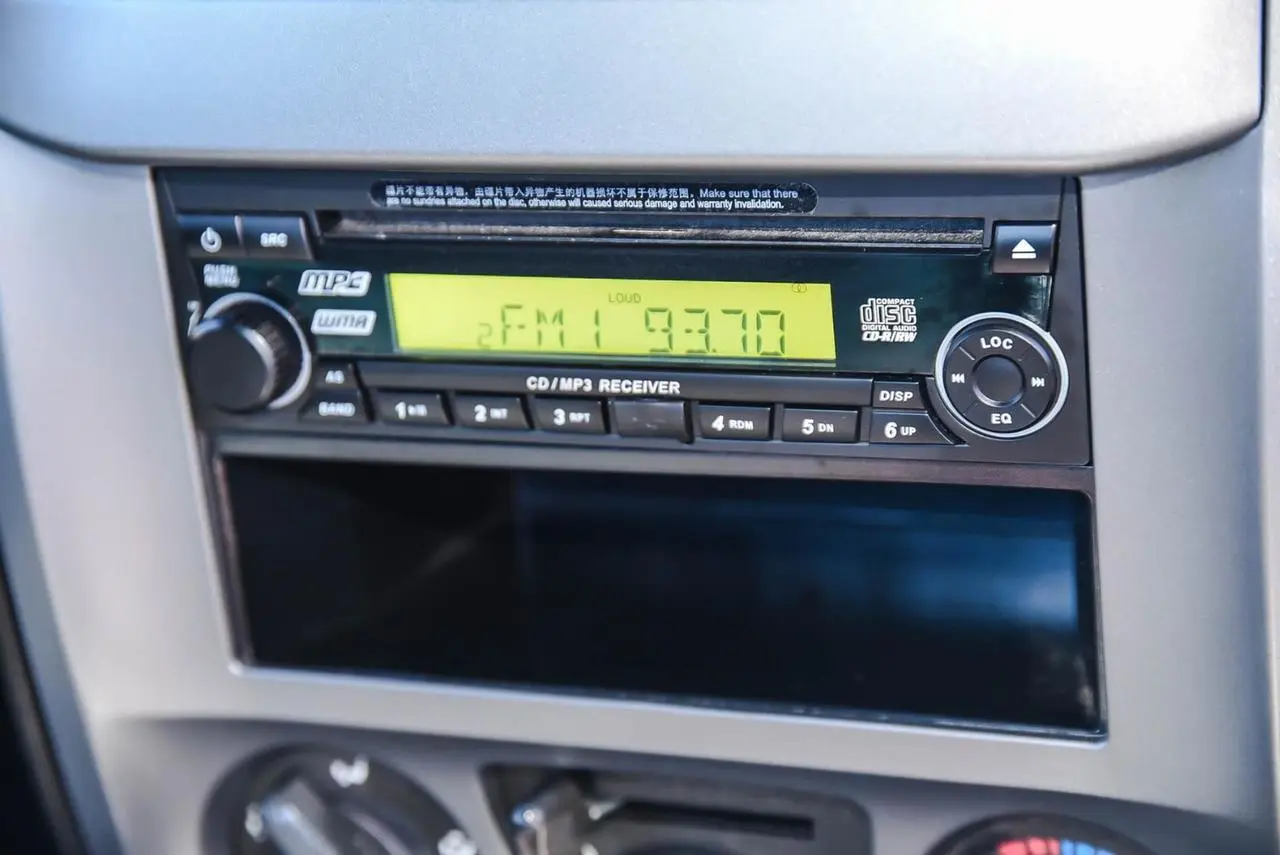 碟片不能带有异物，由碟片带入异物产生的机器损坏不属于保修范围。Make sure that there
are no sundries attached on the disc, otherwise will caused serious damage and warranty invalidation.
SRC
PUSH
MENU
MP3
WMA
LOUD
2 FM1 93.70
COMPACT
disc
DIGITAL AUDIO
CD-R/RW
LOC
EQ
CD/MP3 RECEIVER
AS
BAND
1
2 INT
3 RPT
4 RDM
5 DN
6 UP
DISP